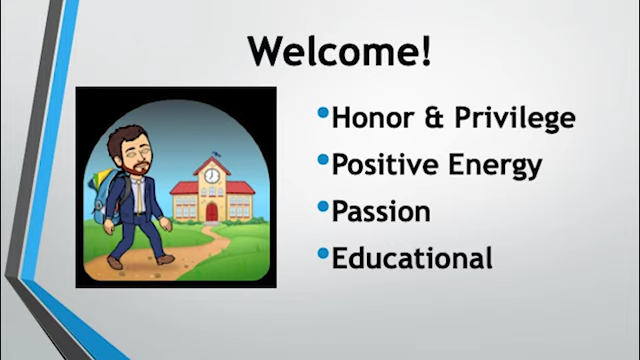 Welcome!
•Honor & Privilege
•Positive Energy
•Passion
•Educational